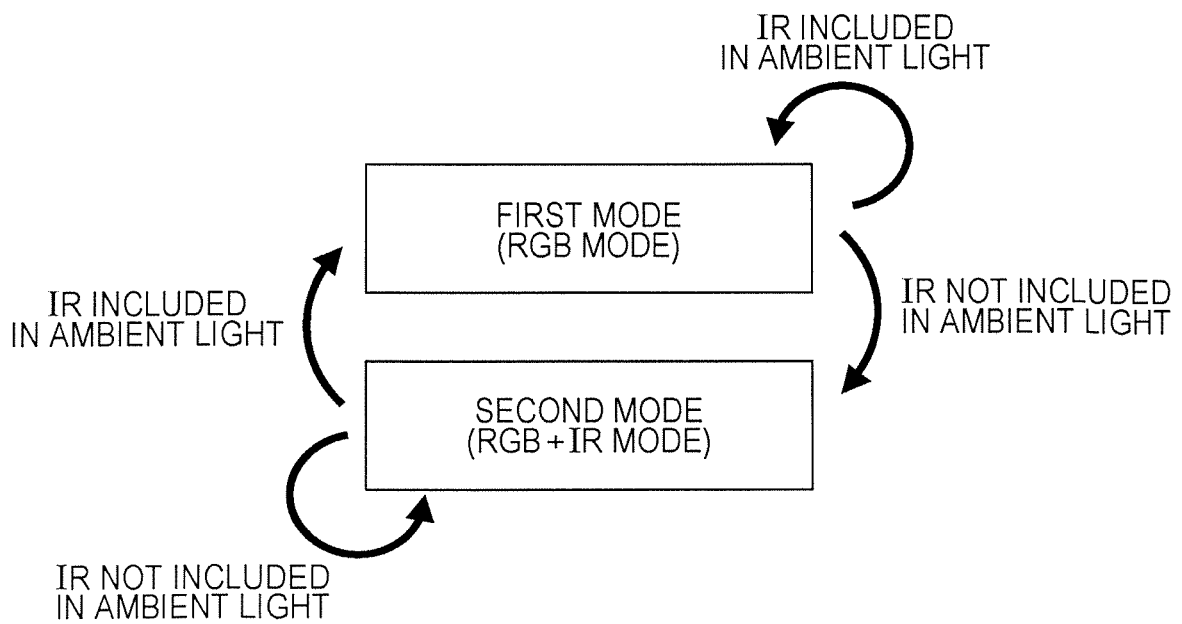 IR INCLUDED
IN AMBIENT LIGHT
FIRST MODE
(RGB MODE)
IR INCLUDED
IN AMBIENT LIGHT
IR NOT INCLUDED
IN AMBIENT LIGHT
SECOND MODE
(RGB+IR MODE)
IR NOT INCLUDED
IN AMBIENT LIGHT